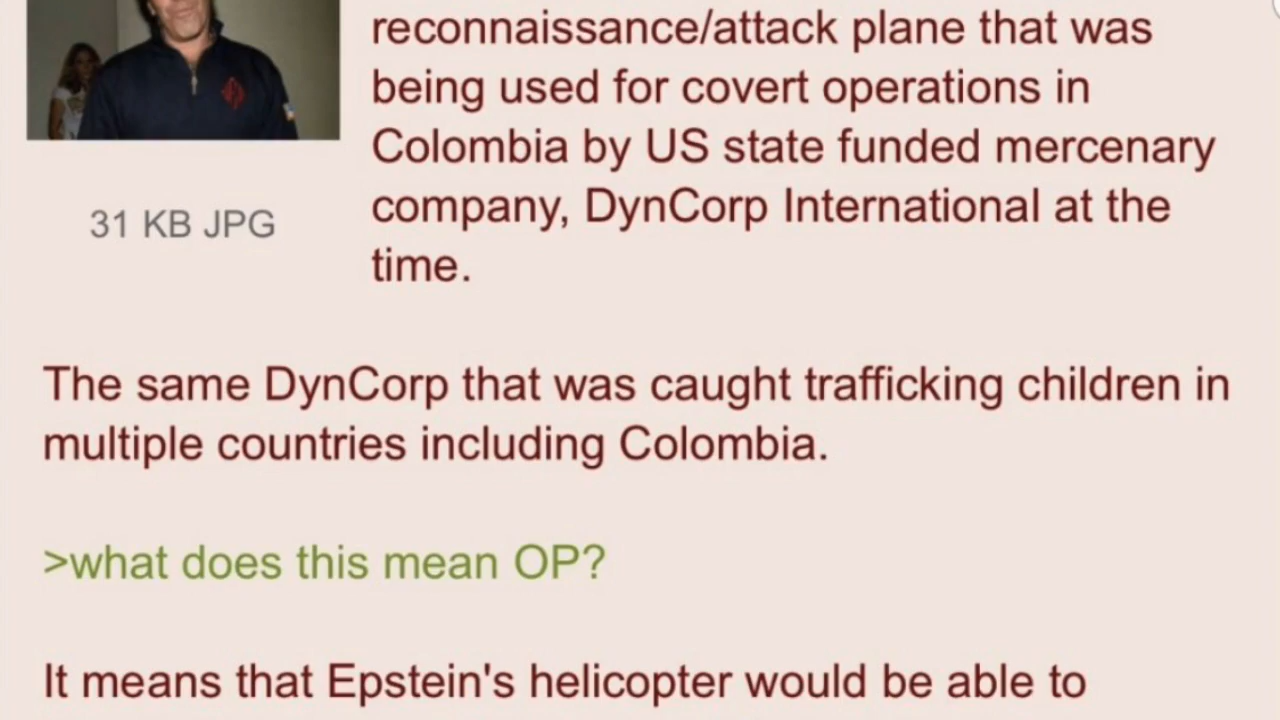 reconnaissance/attack plane that was
being used for covert operations in
Colombia by US state funded mercenary
company, DynCorp International at the
time.
31 KB JPG
The same DynCorp that was caught trafficking children in
multiple countries including Colombia.
>what does this mean OP?
It means that Epstein's helicopter would be able to